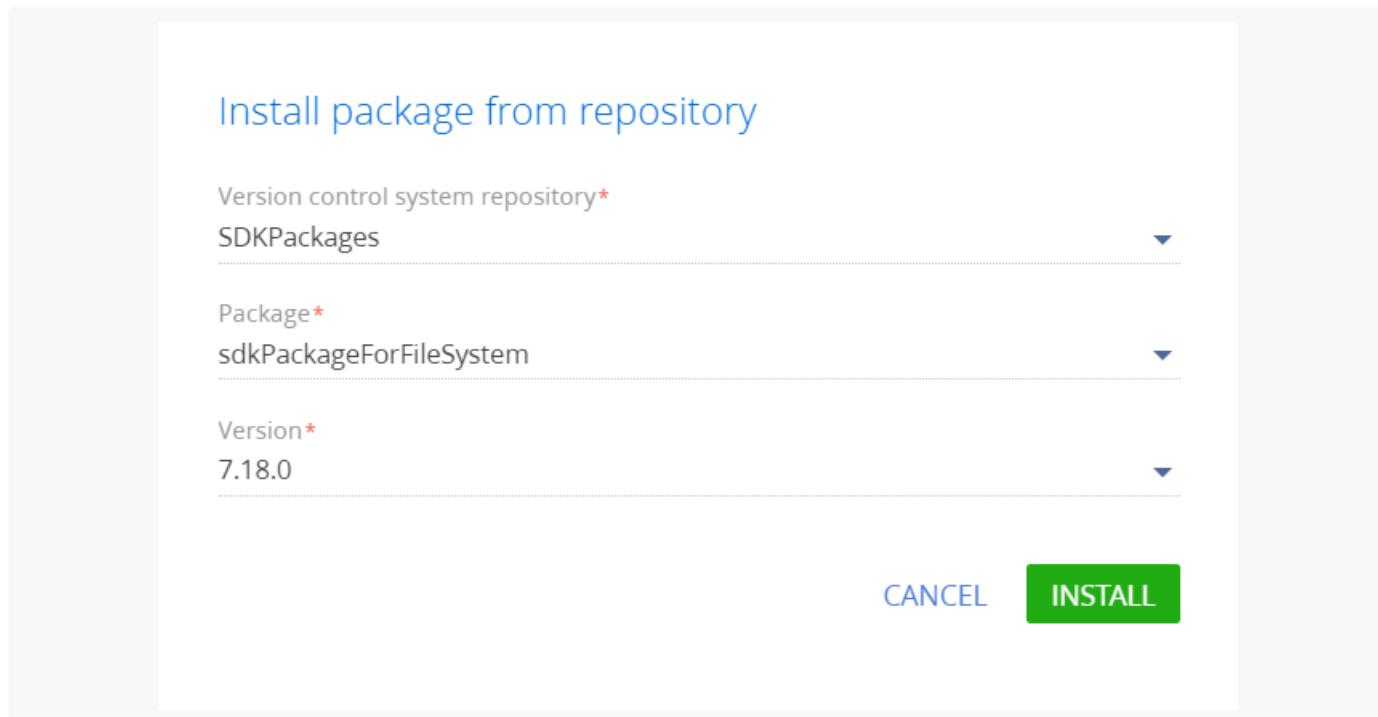 Install package from repository
Version control system repository*
SDKPackages
Package*
sdkPackageForFileSystem
Version*
7.18.0
CANCEL INSTALL